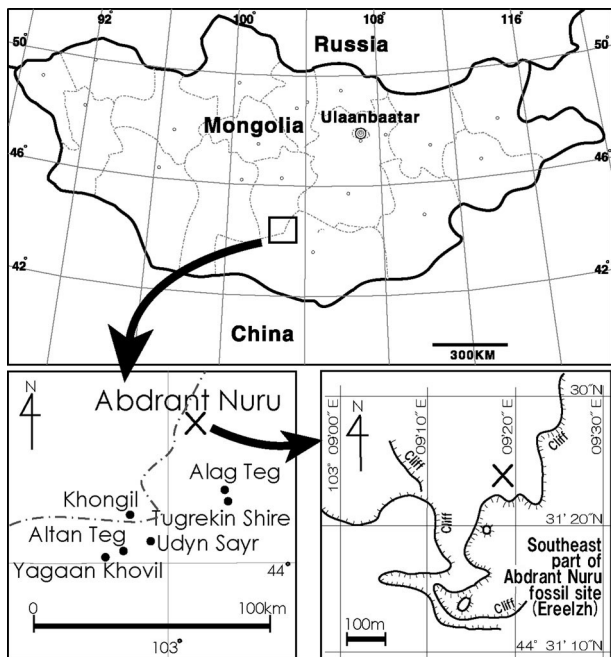 92°
100
108
116
50°
Russia
50°
Mongolia
Ulaanbaatar
46°
46°
42°
42°
China
300KM
N
Abdrant Nuru
Alag Teg
Khongil
Tugrekin Shire
Altan Teg
Udyn Sayr
Yagaan Khovil
44°
0
100km
103°
N
103° 09'00" E
09'10" E
09'20" E
09'30" E
30"N
Cliff
Cliff
Cliff
31' 20"N
Southeast
part of
Abdrant Nuru
fossil site
(Ereelzh)
Cliff
100m
44° 31' 10"N